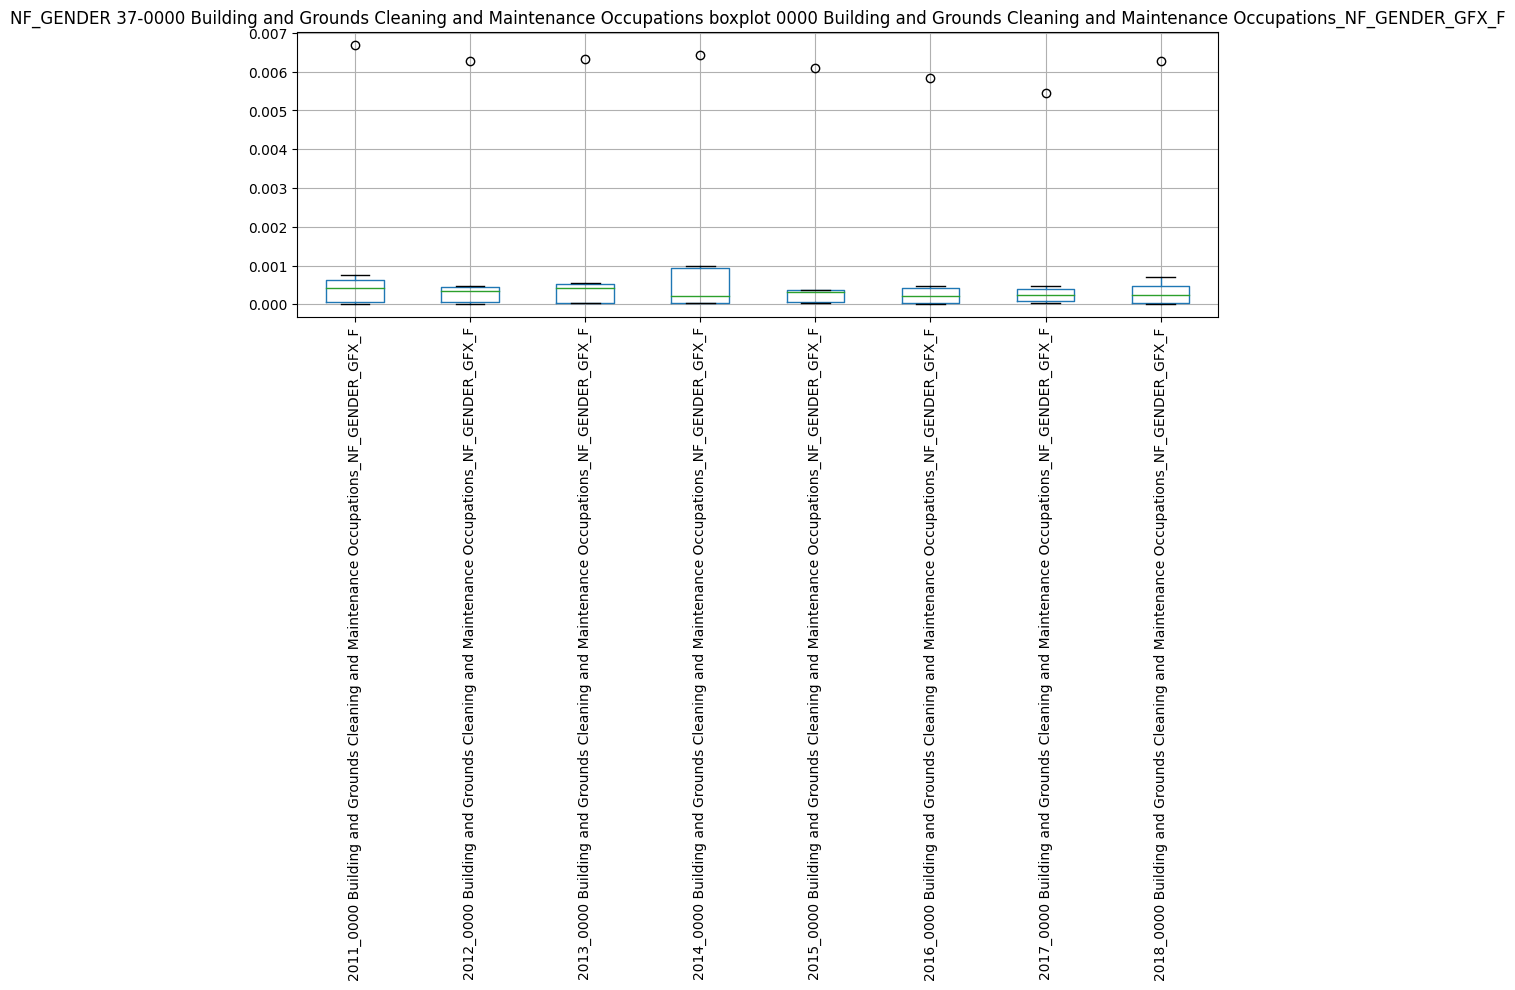 NF_GENDER 37-0000 Building and Grounds Cleaning and Maintenance Occupations boxplot 0000 Building and Grounds Cleaning and Maintenance Occupations_NF_GENDER_GFX_F
0.007
0.006
0.005
0.004
0.003
0.002
0.001
0.000
2011_0000 Building and Grounds Cleaning and Maintenance Occupations_NF_GENDER_GFX_F
2012_0000 Building and Grounds Cleaning and Maintenance Occupations_NF_GENDER_GFX_F
2013_0000 Building and Grounds Cleaning and Maintenance Occupations_NF_GENDER_GFX_F
2014_0000 Building and Grounds Cleaning and Maintenance Occupations_NF_GENDER_GFX_F
2015_0000 Building and Grounds Cleaning and Maintenance Occupations_NF_GENDER_GFX_F
2016_0000 Building and Grounds Cleaning and Maintenance Occupations_NF_GENDER_GFX_F
2017_0000 Building and Grounds Cleaning and Maintenance Occupations_NF_GENDER_GFX_F
2018_0000 Building and Grounds Cleaning and Maintenance Occupations_NF_GENDER_GFX_F